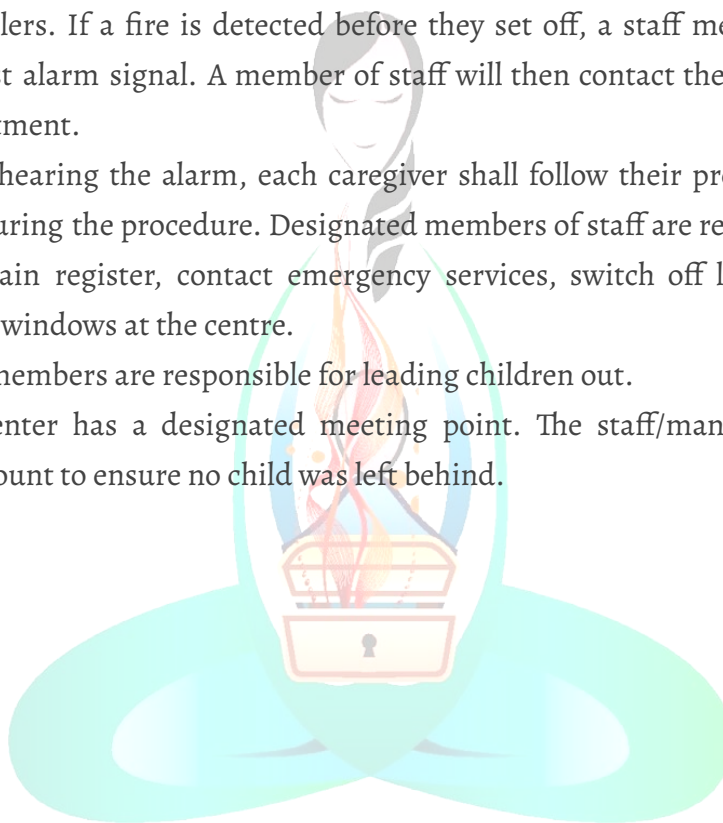 lers. If a fire is detected before they set off, a staff me
st alarm signal. A member of staff will then contact the
tment.
hearing the alarm, each caregiver shall follow their pr
uring the procedure. Designated members of staff are re
ain register, contact emergency services, switch off l
windows at the centre.
members are responsible for leading children out.
enter has a designated meeting point. The staff/man
ount to ensure no child was left behind.